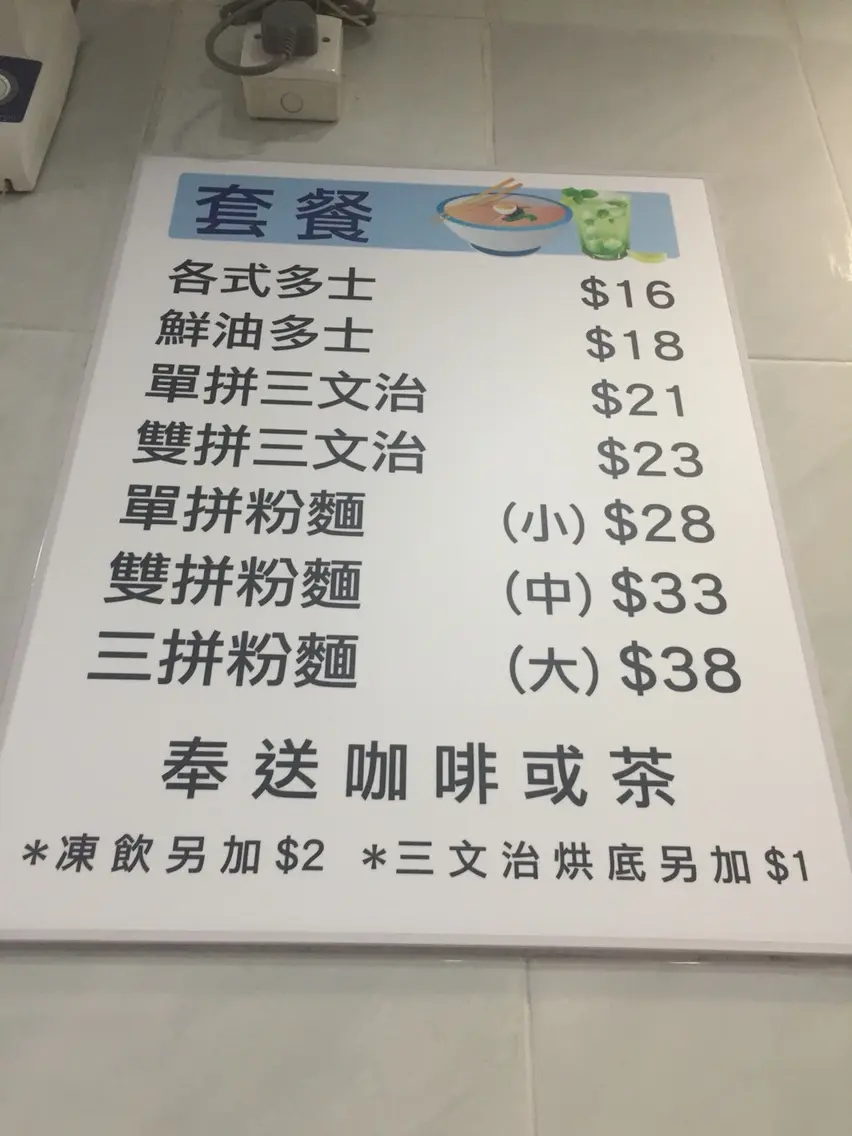 套餐
各式多士 $16
鮮油多士 $18
單拼三文治 $21
雙拼三文治 $23
單拼粉麵 (小) $28
雙拼粉麵 (中) $33
三拼粉麵 (大) $38
奉送咖啡或茶
*凍飲另加$2 *三文治烘底另加$1